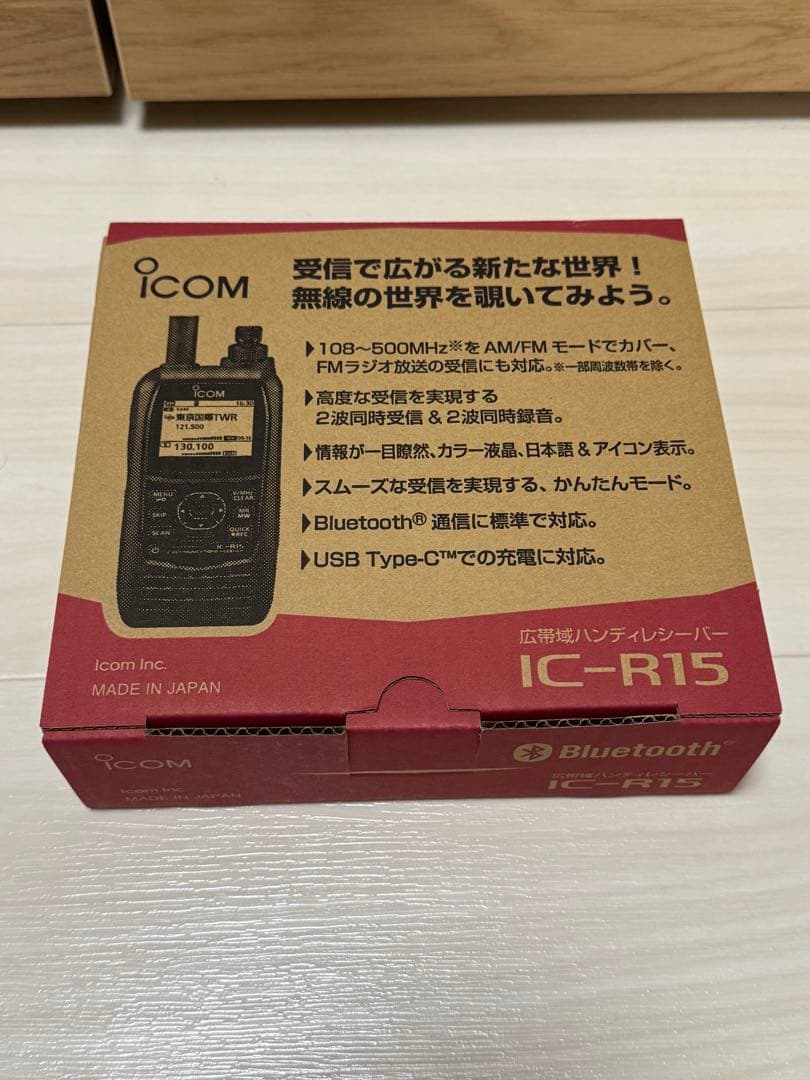 ICOM
受信で広がる新たな世界！
無線の世界を覗いてみよう。
▶108〜500MHz※をAM/FMモードでカバー、
FMラジオ放送の受信にも対応。※一部周波数帯を除く。
▶高度な受信を実現する
2波同時受信&2波同時録音。
▶情報が一目瞭然、カラー液晶、日本語&アイコン表示。
▶スムーズな受信を実現する、かんたんモード。
▶Bluetooth® 通信に標準で対応。
▶USB Type-C™での充電に対応。
ICOM
16:30
東京国際TWR
121.500
130.100
MENU
V/MHz
CLEAR
SKIP
MR
MW
SCAN
QUICK
●REC
IC-R15
Icom Inc.
MADE IN JAPAN
広帯域ハンディレシーバー
IC-R15
ICOM
Bluetooth®
Icom Inc.
MADE IN JAPAN
広帯域ハンディレシーバー
IC-R15